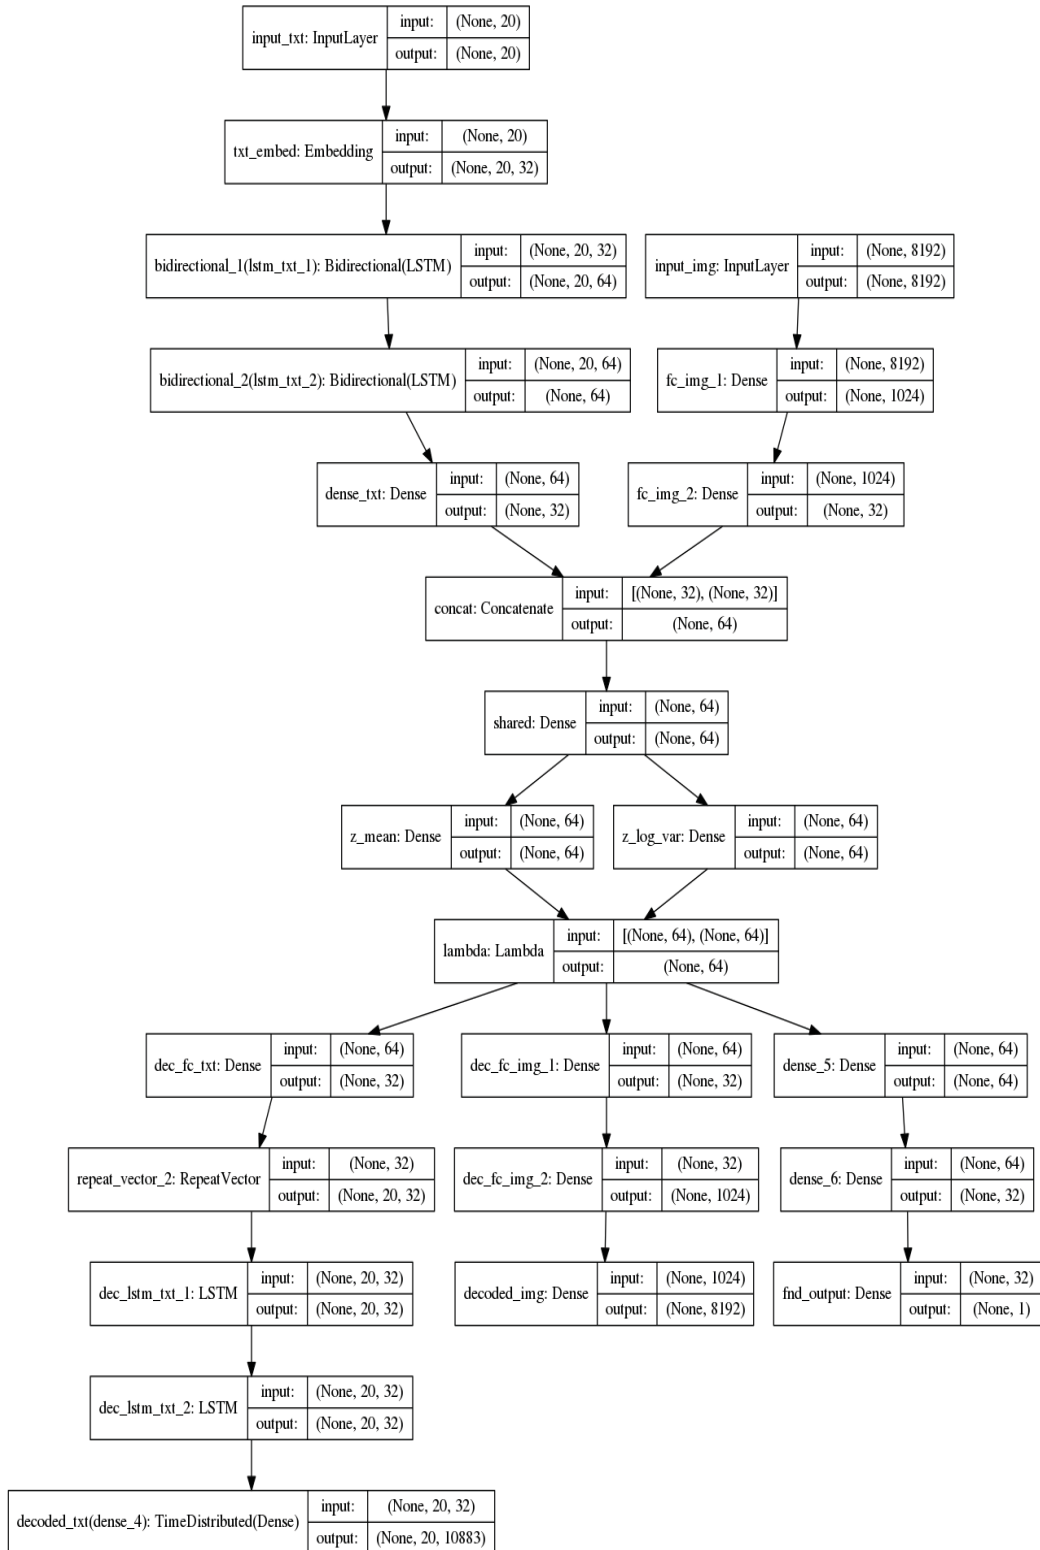 input_txt: InputLayer
input: (None, 20)
output: (None, 20)
txt_embed: Embedding
input: (None, 20)
output: (None, 20, 32)
bidirectional_1(lstm_txt_1): Bidirectional(LSTM)
input: (None, 20, 32)
output: (None, 20, 64)
input_img: InputLayer
input: (None, 8192)
output: (None, 8192)
bidirectional_2(lstm_txt_2): Bidirectional(LSTM)
input: (None, 20, 64)
output: (None, 64)
fc_img_1: Dense
input: (None, 8192)
output: (None, 1024)
dense_txt: Dense
input: (None, 64)
output: (None, 32)
fc_img_2: Dense
input: (None, 1024)
output: (None, 32)
concat: Concatenate
input: [(None, 32), (None, 32)]
output: (None, 64)
shared: Dense
input: (None, 64)
output: (None, 64)
z_mean: Dense
input: (None, 64)
output: (None, 64)
z_log_var: Dense
input: (None, 64)
output: (None, 64)
lambda: Lambda
input: [(None, 64), (None, 64)]
output: (None, 64)
dec_fc_txt: Dense
input: (None, 64)
output: (None, 32)
dec_fc_img_1: Dense
input: (None, 64)
output: (None, 32)
dense_5: Dense
input: (None, 64)
output: (None, 64)
repeat_vector_2: RepeatVector
input: (None, 32)
output: (None, 20, 32)
dec_fc_img_2: Dense
input: (None, 32)
output: (None, 1024)
dense_6: Dense
input: (None, 64)
output: (None, 32)
dec_lstm_txt_1: LSTM
input: (None, 20, 32)
output: (None, 20, 32)
decoded_img: Dense
input: (None, 1024)
output: (None, 8192)
fnd_output: Dense
input: (None, 32)
output: (None, 1)
dec_lstm_txt_2: LSTM
input: (None, 20, 32)
output: (None, 20, 32)
decoded_txt(dense_4): TimeDistributed(Dense)
input: (None, 20, 32)
output: (None, 20, 10883)